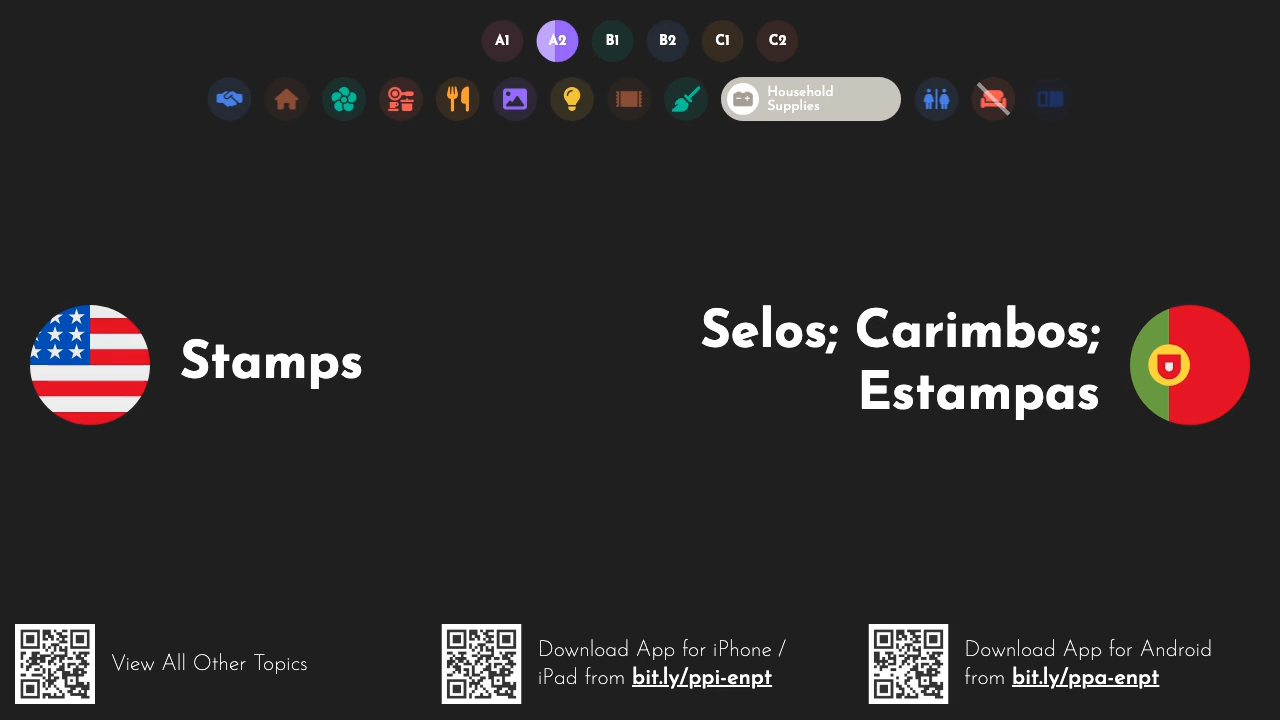 A1 A2 B1 B2 C1 C2
Household
Supplies
Stamps
Selos; Carimbos;
Estampas
View All Other Topics
Download App for iPhone /
iPad from bit.ly/ppi-enpt
Download App for Android
from bit.ly/ppa-enpt